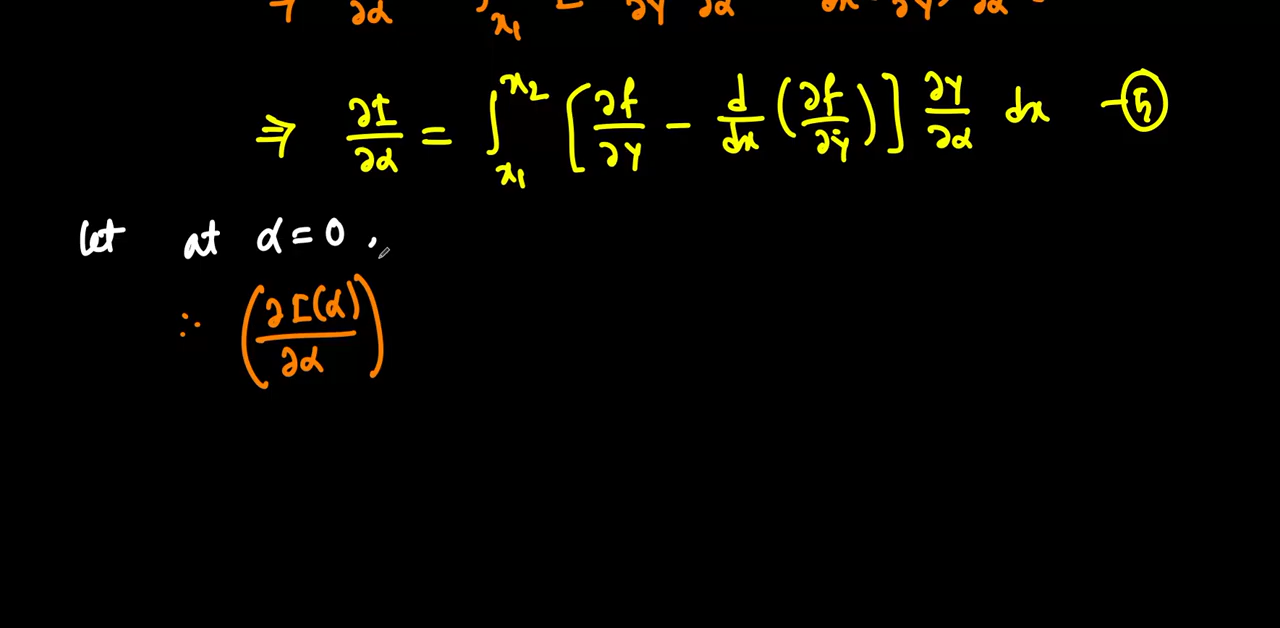 ⇒ ∂I/∂α = ∫_{x₁}^{x₂} [∂f/∂y − d/dx (∂f/∂ẏ)] ∂y/∂α dx —⑤
let at α = 0 ,
∴ (∂I(α)/∂α)